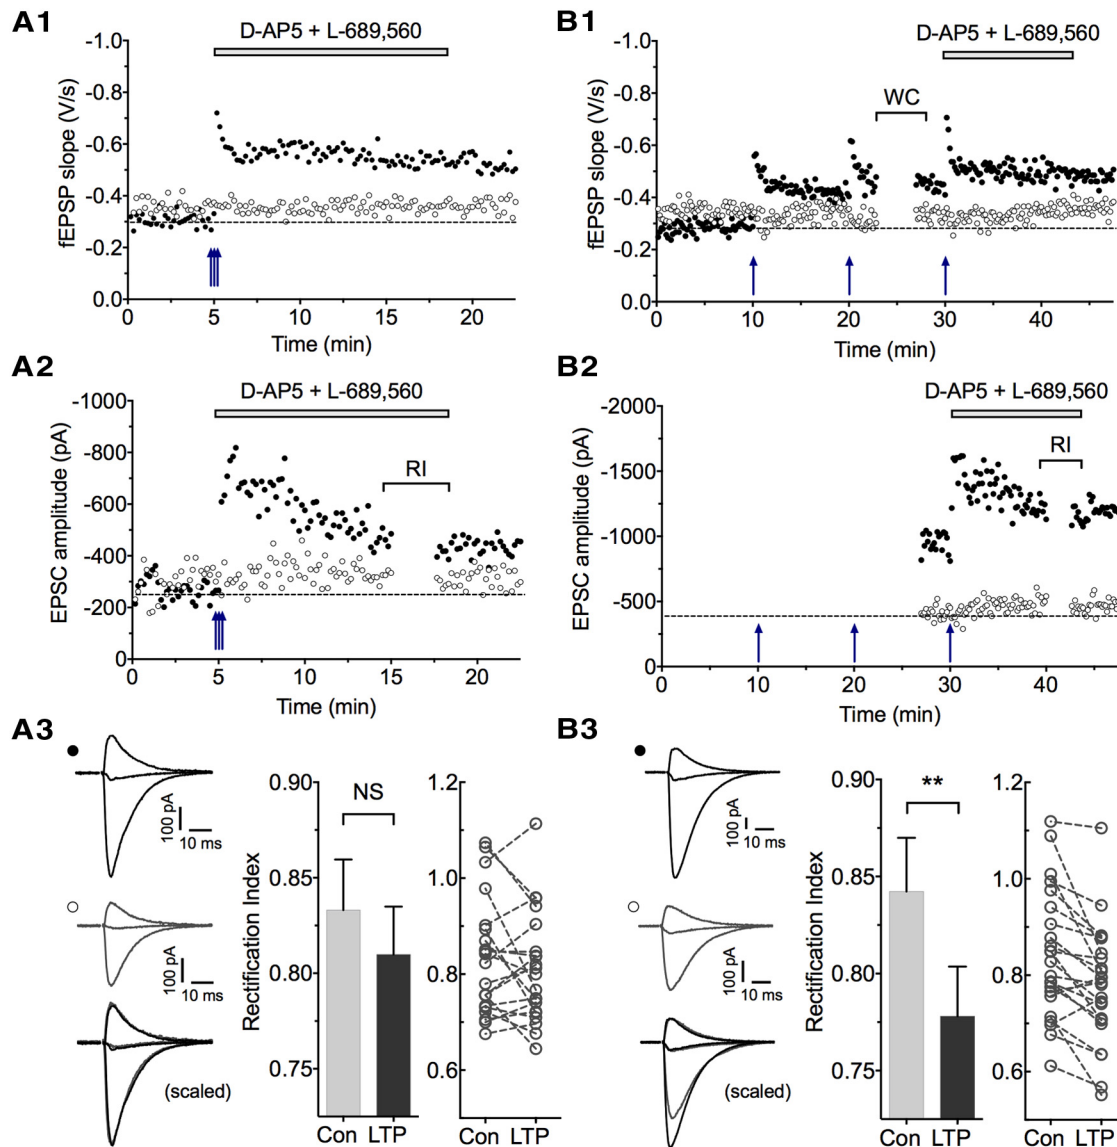 A1
D-AP5 + L-689,560
fEPSP slope (V/s)
-1.0
-0.8
-0.6
-0.4
-0.2
0.0
0
5
10
15
20
Time (min)
B1
D-AP5 + L-689,560
WC
fEPSP slope (V/s)
-1.0
-0.8
-0.6
-0.4
-0.2
0.0
0
10
20
30
40
Time (min)
A2
D-AP5 + L-689,560
RI
EPSC amplitude (pA)
-1000
-800
-600
-400
-200
0
0
5
10
15
20
Time (min)
B2
D-AP5 + L-689,560
RI
EPSC amplitude (pA)
-2000
-1500
-1000
-500
0
0
10
20
30
40
Time (min)
A3
100 pA
10 ms
100 pA
10 ms
(scaled)
Rectification Index
0.90
0.85
0.80
0.75
NS
Con LTP
1.2
1.0
0.8
0.6
Con LTP
B3
100 pA
10 ms
100 pA
10 ms
(scaled)
Rectification Index
0.90
0.85
0.80
0.75
**
Con LTP
1.2
1.0
0.8
0.6
Con LTP